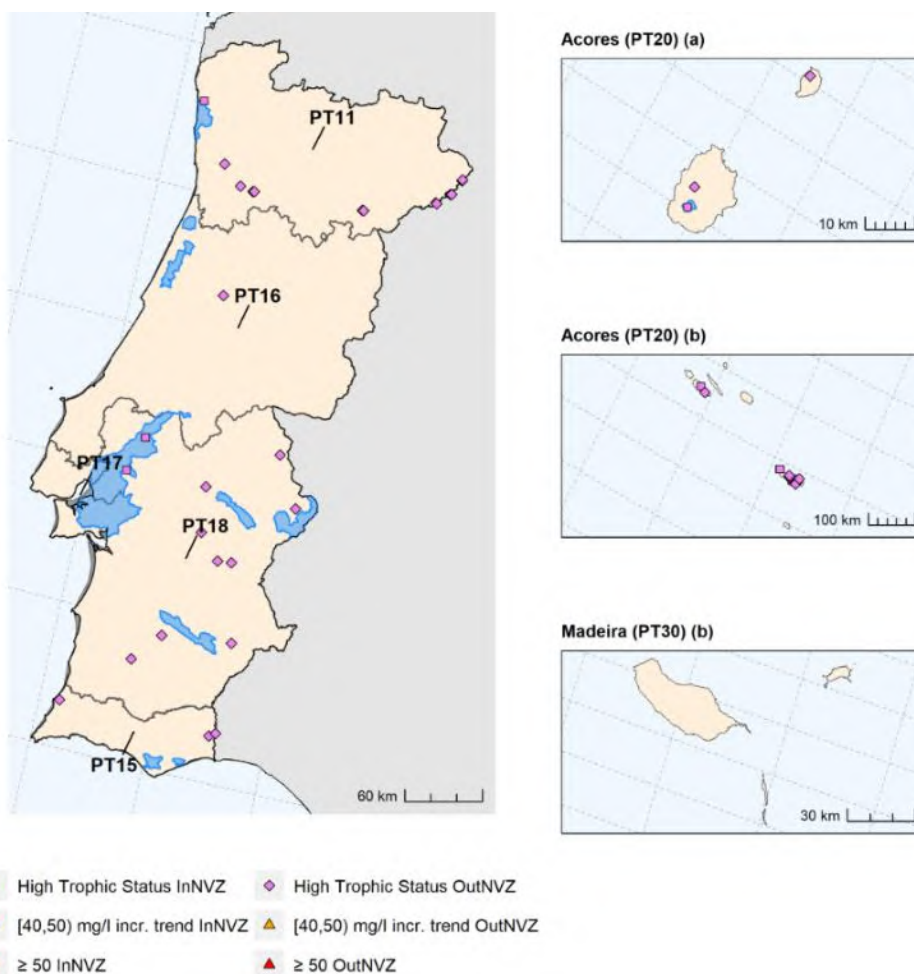 Acores (PT20) (a)
PT11
10 km
PT16
Acores (PT20) (b)
PT17
PT18
100 km
Madeira (PT30) (b)
PT15
60 km
30 km
High Trophic Status InNVZ
High Trophic Status OutNVZ
[40,50) mg/l incr. trend InNVZ
[40,50) mg/l incr. trend OutNVZ
≥ 50 InNVZ
≥ 50 OutNVZ